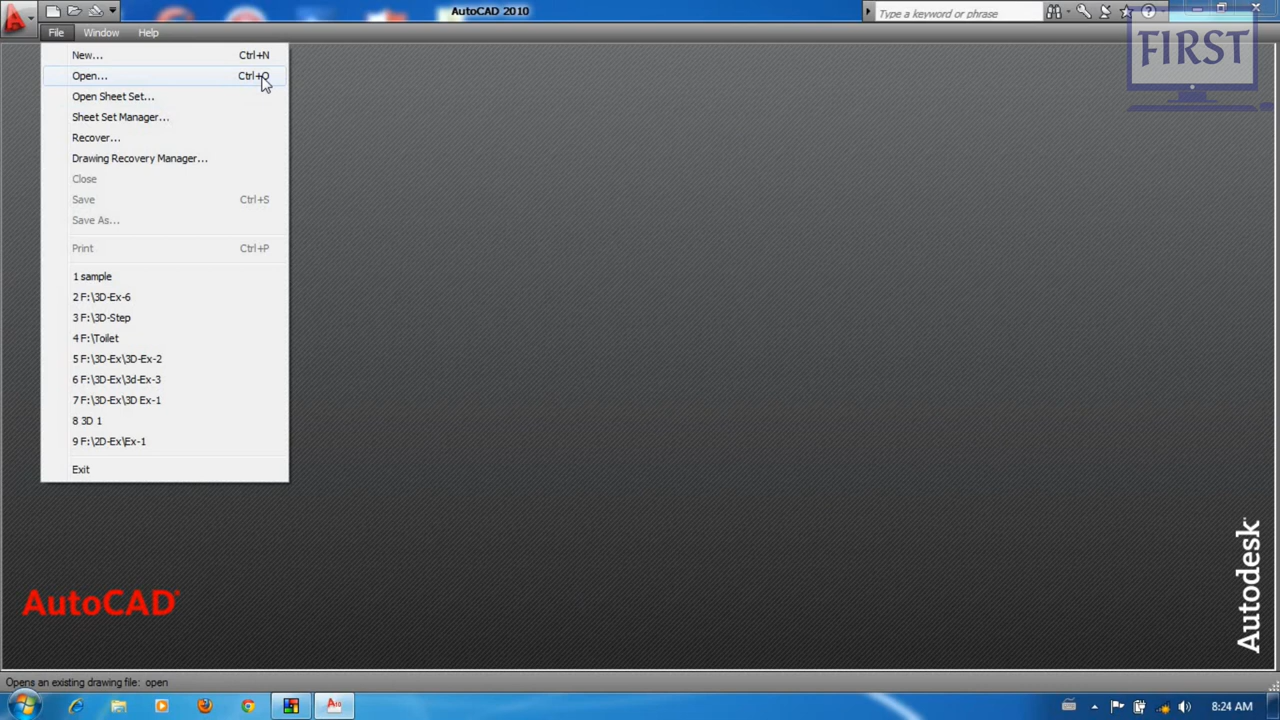 AutoCAD 2010
Type a keyword or phrase
File Window Help
New... Ctrl+N
Open... Ctrl+O
Open Sheet Set...
Sheet Set Manager...
Recover...
Drawing Recovery Manager...
Close
Save Ctrl+S
Save As...
Print Ctrl+P
1 sample
2 F:\3D-Ex-6
3 F:\3D-Step
4 F:\Toilet
5 F:\3D-Ex\3D-Ex-2
6 F:\3D-Ex\3d-Ex-3
7 F:\3D-Ex\3D Ex-1
8 3D 1
9 F:\2D-Ex\Ex-1
Exit
FIRST
AutoCAD®
Autodesk®
Opens an existing drawing file: open
8:24 AM